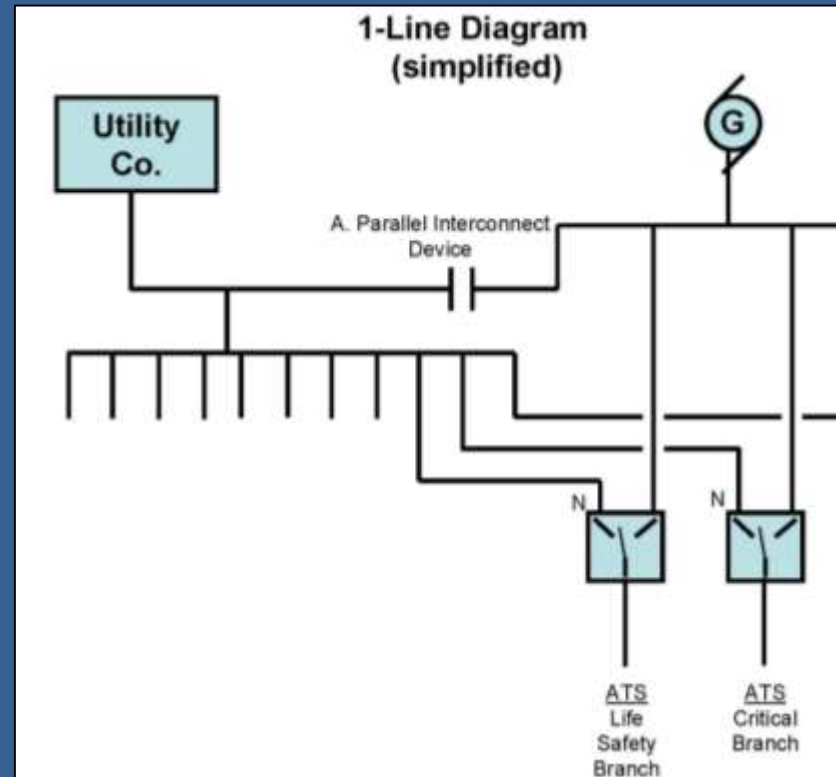 1-Line Diagram
(simplified)
Utility
Co.
G
A. Parallel Interconnect
Device
N
N
ATS
Life
Safety
Branch
ATS
Critical
Branch